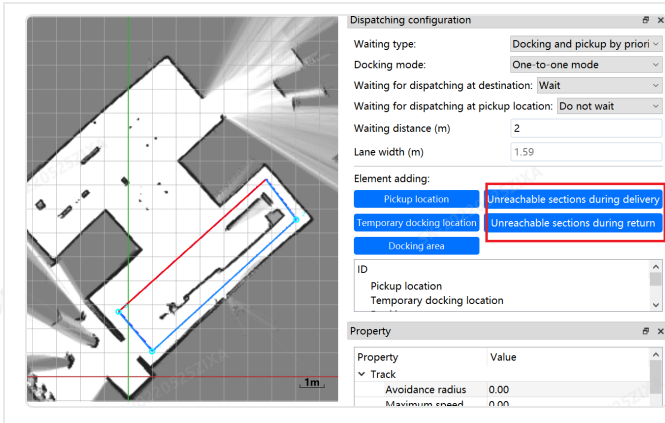 Dispatching configuration
Waiting type: Docking and pickup by priori
Docking mode: One-to-one mode
Waiting for dispatching at destination: Wait
Waiting for dispatching at pickup location: Do not wait
Waiting distance (m) 2
Lane width (m) 1.59
Element adding:
Pickup location Unreachable sections during delivery
Temporary docking location Unreachable sections during return
Docking area
ID
Pickup location
Temporary docking location
Property
Property Value
Track
Avoidance radius 0.00
Maximum speed 0.00
1m